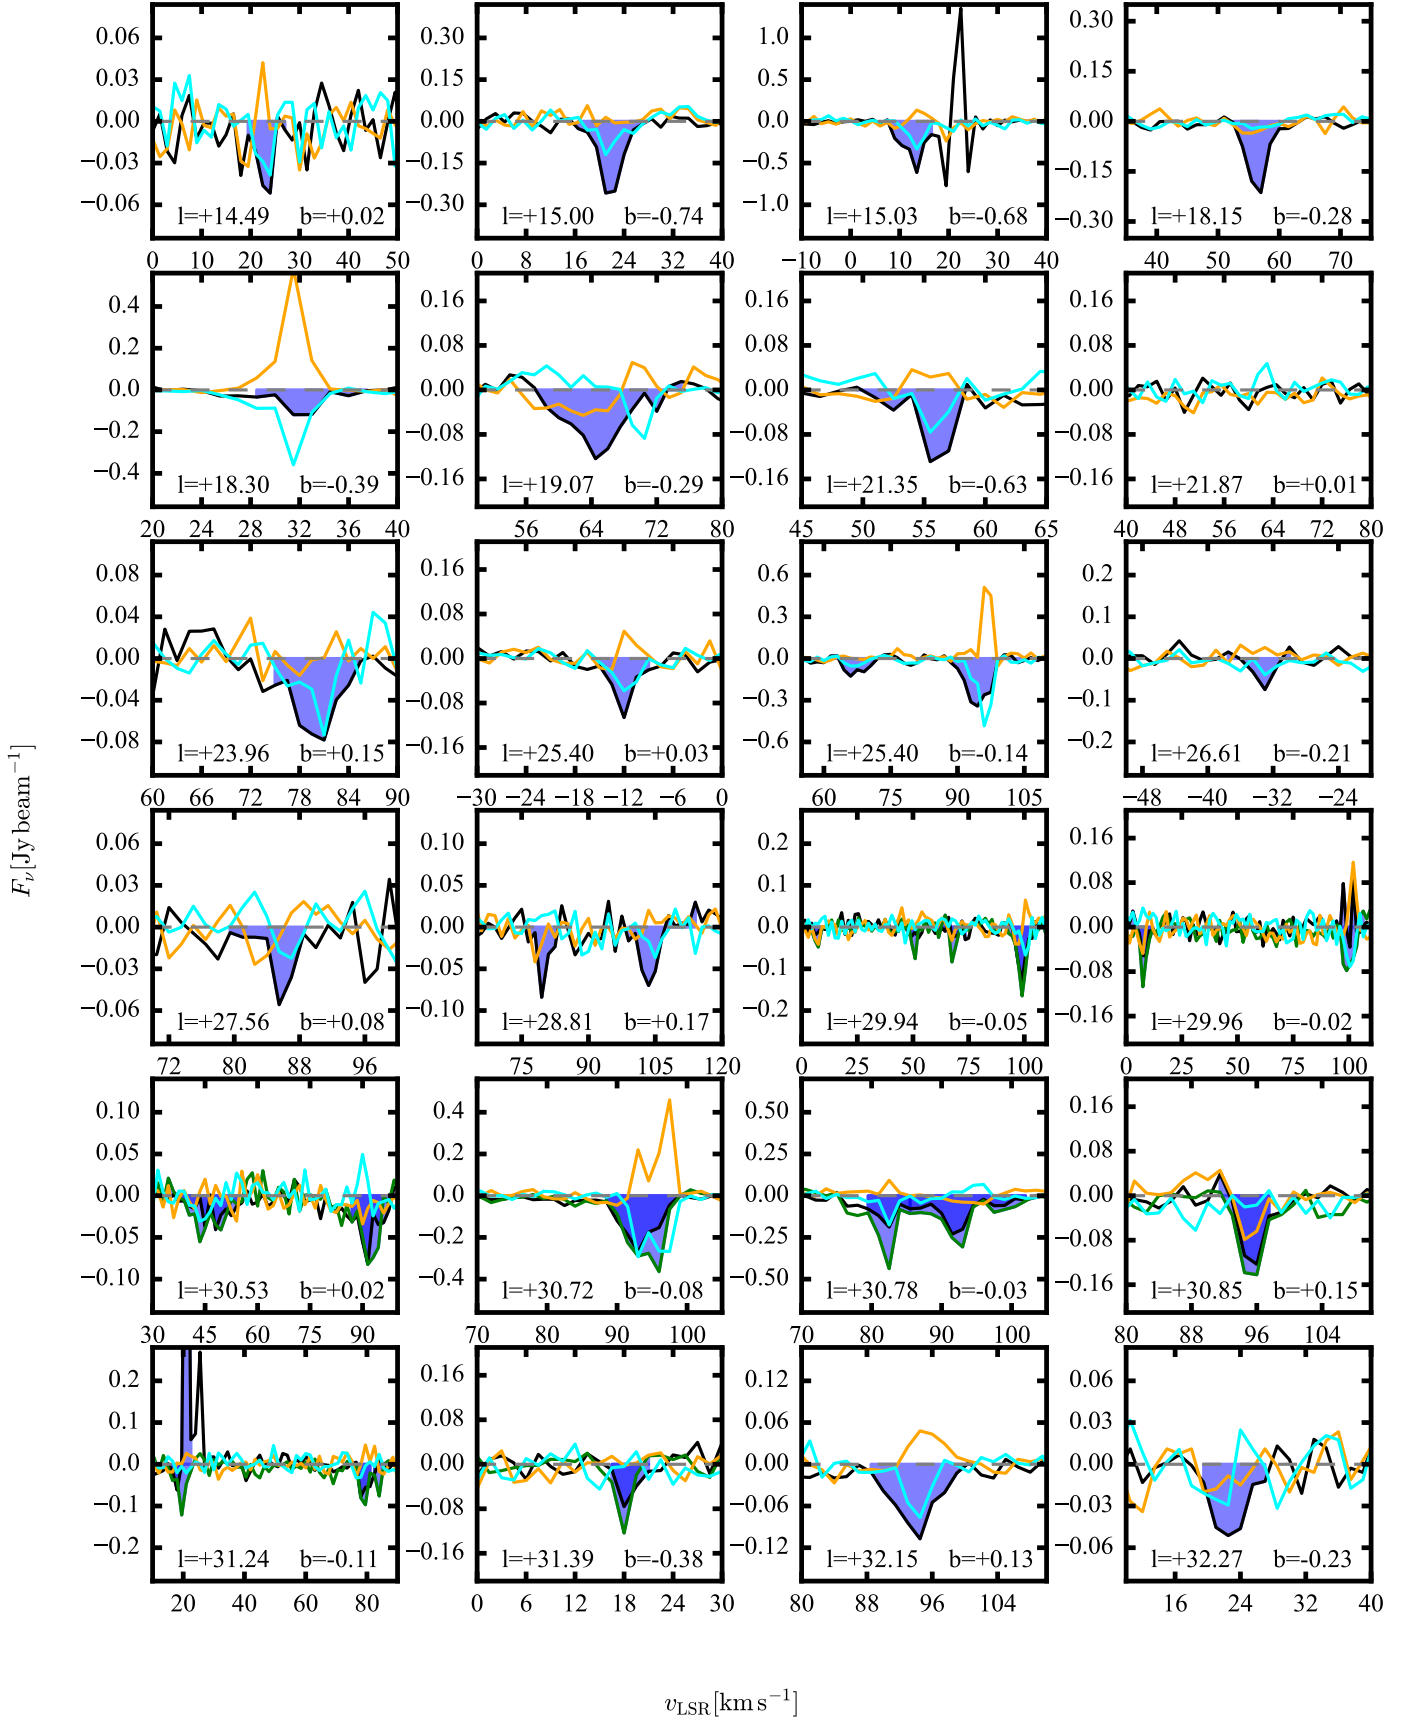 0.06 0.03 0.00 −0.03 −0.06 l=+14.49 b=+0.02
0 10 20 30 40 50
0.30 0.15 0.00 −0.15 −0.30 l=+15.00 b=−0.74
0 8 16 24 32 40
1.0 0.5 0.0 −0.5 −1.0 l=+15.03 b=−0.68
−10 0 10 20 30 40
0.30 0.15 0.00 −0.15 −0.30 l=+18.15 b=−0.28
40 50 60 70
0.4 0.2 0.0 −0.2 −0.4 l=+18.30 b=−0.39
20 24 28 32 36 40
0.16 0.08 0.00 −0.08 −0.16 l=+19.07 b=−0.29
56 64 72 80
0.16 0.08 0.00 −0.08 −0.16 l=+21.35 b=−0.63
45 50 55 60 65
0.16 0.08 0.00 −0.08 −0.16 l=+21.87 b=+0.01
40 48 56 64 72 80
0.08 0.04 0.00 −0.04 −0.08 l=+23.96 b=+0.15
60 66 72 78 84 90
0.16 0.08 0.00 −0.08 −0.16 l=+25.40 b=+0.03
−30 −24 −18 −12 −6 0
0.6 0.3 0.0 −0.3 −0.6 l=+25.40 b=−0.14
60 75 90 105
0.2 0.1 0.0 −0.1 −0.2 l=+26.61 b=−0.21
−48 −40 −32 −24
F𝜈[Jy beam−1]
0.06 0.03 0.00 −0.03 −0.06 l=+27.56 b=+0.08
72 80 88 96
0.10 0.05 0.00 −0.05 −0.10 l=+28.81 b=+0.17
75 90 105 120
0.2 0.1 0.0 −0.1 −0.2 l=+29.94 b=−0.05
0 25 50 75 100
0.16 0.08 0.00 −0.08 −0.16 l=+29.96 b=−0.02
0 25 50 75 100
0.10 0.05 0.00 −0.05 −0.10 l=+30.53 b=+0.02
30 45 60 75 90
0.4 0.2 0.0 −0.2 −0.4 l=+30.72 b=−0.08
70 80 90 100
0.50 0.25 0.00 −0.25 −0.50 l=+30.78 b=−0.03
70 80 90 100
0.16 0.08 0.00 −0.08 −0.16 l=+30.85 b=+0.15
80 88 96 104
0.2 0.1 0.0 −0.1 −0.2 l=+31.24 b=−0.11
20 40 60 80
0.16 0.08 0.00 −0.08 −0.16 l=+31.39 b=−0.38
0 6 12 18 24 30
0.12 0.06 0.00 −0.06 −0.12 l=+32.15 b=+0.13
80 88 96 104
0.06 0.03 0.00 −0.03 −0.06 l=+32.27 b=−0.23
16 24 32 40
vLSR[km s−1]